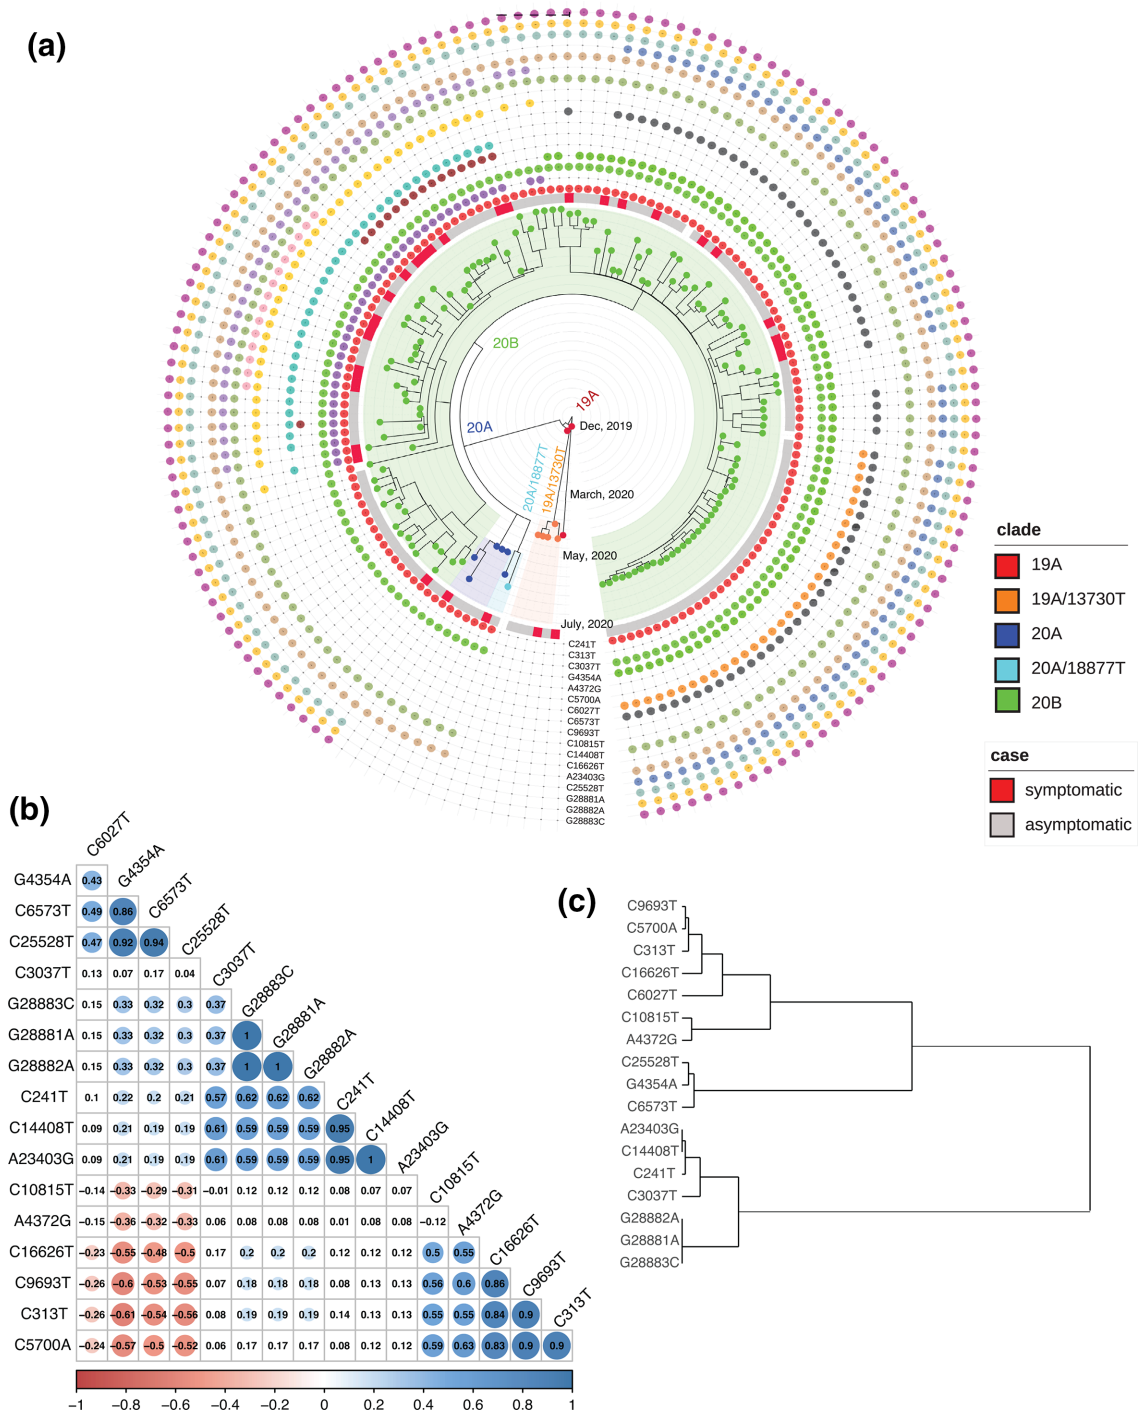 (a)
20B
19A
20A
Dec, 2019
20A/18877T
19A/13730T
March, 2020
May, 2020
July, 2020
C241T
C313T
C3037T
G4354A
A4372G
C5700A
C6027T
C6573T
C9693T
C10815T
C14408T
C16626T
A23403G
C25528T
G28881A
G28882A
G28883C
clade
19A
19A/13730T
20A
20A/18877T
20B
case
symptomatic
asymptomatic
(b)
C6027T
G4354A 0.43 G4354A
C6573T 0.49 0.86 C6573T
C25528T 0.47 0.92 0.94 C25528T
C3037T 0.13 0.07 0.17 0.04 C3037T
G28883C 0.15 0.33 0.32 0.3 0.37 G28883C
G28881A 0.15 0.33 0.32 0.3 0.37 1 G28881A
G28882A 0.15 0.33 0.32 0.3 0.37 1 1 G28882A
C241T 0.1 0.22 0.2 0.21 0.57 0.62 0.62 0.62 C241T
C14408T 0.09 0.21 0.19 0.19 0.61 0.59 0.59 0.59 0.95 C14408T
A23403G 0.09 0.21 0.19 0.19 0.61 0.59 0.59 0.59 0.95 1 A23403G
C10815T −0.14 −0.33 −0.29 −0.31 −0.01 0.12 0.12 0.12 0.08 0.07 0.07 C10815T
A4372G −0.15 −0.36 −0.32 −0.33 0.06 0.08 0.08 0.08 0.01 0.08 0.08 −0.12 A4372G
C16626T −0.23 −0.55 −0.48 −0.5 0.17 0.2 0.2 0.2 0.12 0.12 0.12 0.5 0.55 C16626T
C9693T −0.26 −0.6 −0.53 −0.55 0.07 0.18 0.18 0.18 0.08 0.13 0.13 0.56 0.6 0.86 C9693T
C313T −0.26 −0.61 −0.54 −0.56 0.08 0.19 0.19 0.19 0.14 0.13 0.13 0.55 0.55 0.84 0.9 C313T
C5700A −0.24 −0.57 −0.5 −0.52 0.06 0.17 0.17 0.17 0.08 0.12 0.12 0.59 0.63 0.83 0.9 0.9
−1 −0.8 −0.6 −0.4 −0.2 0 0.2 0.4 0.6 0.8 1
(c)
C9693T
C5700A
C313T
C16626T
C6027T
C10815T
A4372G
C25528T
G4354A
C6573T
A23403G
C14408T
C241T
C3037T
G28882A
G28881A
G28883C